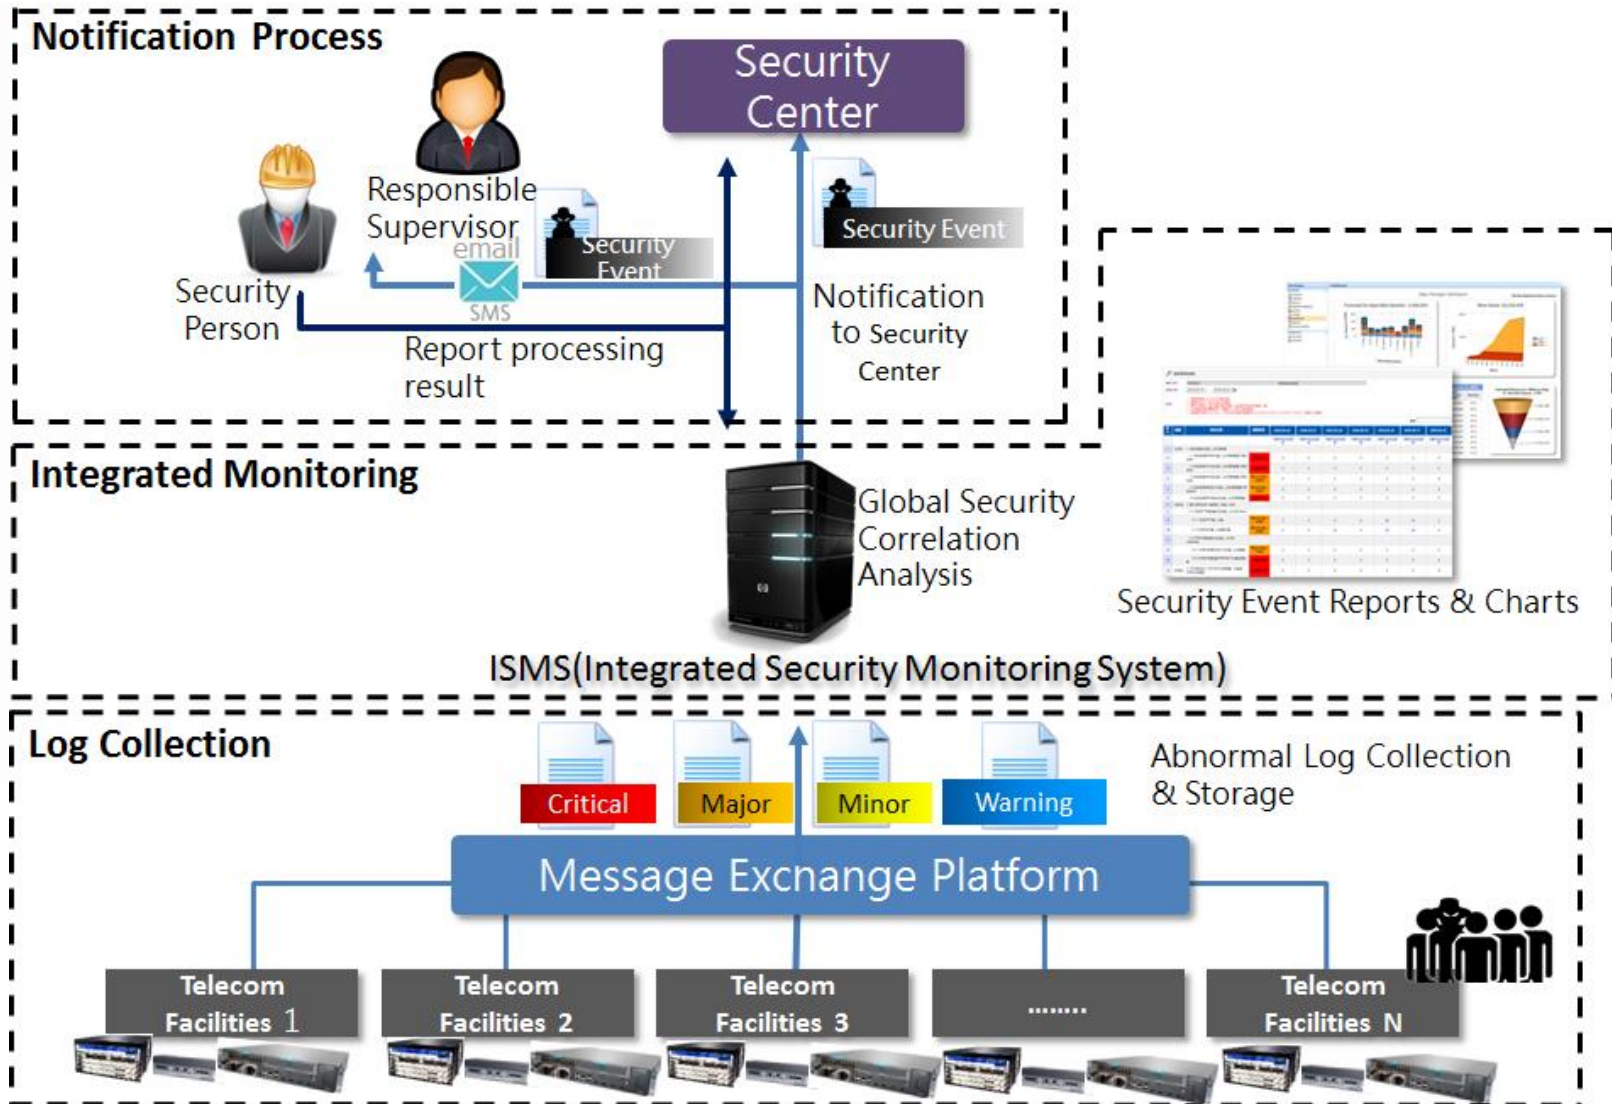 Notification Process
Security
Center
Responsible
Supervisor
email
SMS
Security
Event
Security Event
Security
Person
Report processing
result
Notification
to Security
Center
Integrated Monitoring
Global Security
Correlation
Analysis
Security Event Reports & Charts
ISMS(Integrated Security Monitoring System)
Log Collection
Critical
Major
Minor
Warning
Abnormal Log Collection
& Storage
Message Exchange Platform
Telecom
Facilities 1
Telecom
Facilities 2
Telecom
Facilities 3
........
Telecom
Facilities N